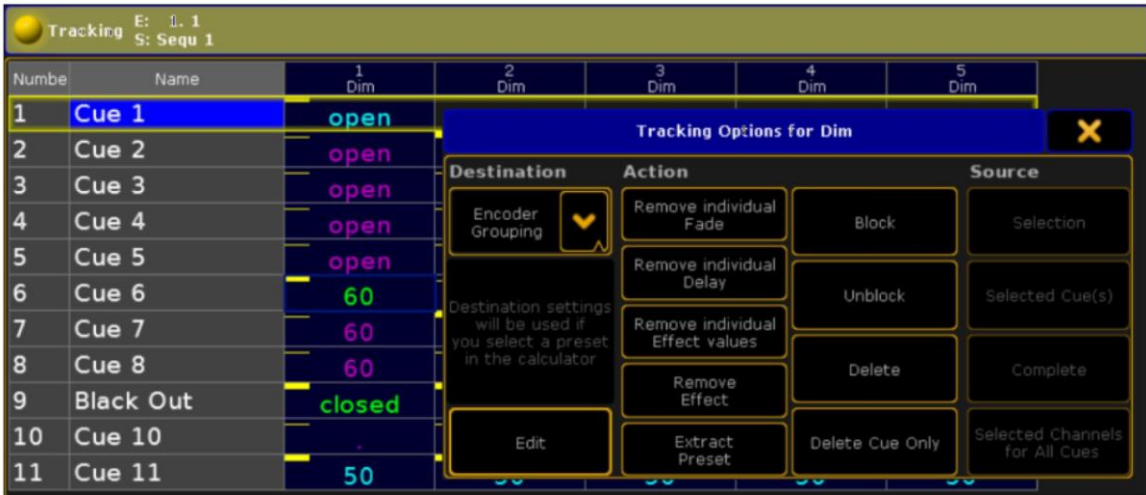 Tracking E: 1. 1
S: Sequ 1
Numbe Name 1 Dim 2 Dim 3 Dim 4 Dim 5 Dim
1 Cue 1 open
2 Cue 2 open
3 Cue 3 open
4 Cue 4 open
5 Cue 5 open
6 Cue 6 60
7 Cue 7 60
8 Cue 8 60
9 Black Out closed
10 Cue 10 .
11 Cue 11 50
Tracking Options for Dim
Destination
Encoder
Grouping
Destination settings
will be used if
you select a preset
in the calculator
Edit
Action
Remove individual
Fade
Remove individual
Delay
Remove individual
Effect values
Remove
Effect
Extract
Preset
Block
Unblock
Delete
Delete Cue Only
Source
Selection
Selected Cue(s)
Complete
Selected Channels
for All Cues